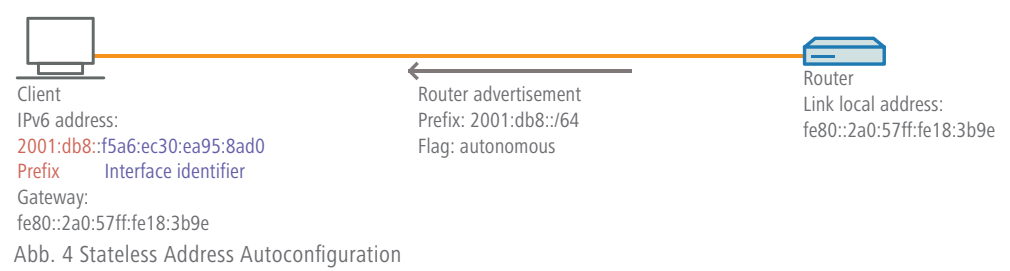 Client
IPv6 address:
2001:db8::f5a6:ec30:ea95:8ad0
Prefix Interface identifier
Gateway:
fe80::2a0:57ff:fe18:3b9e
Router advertisement
Prefix: 2001:db8::/64
Flag: autonomous
Router
Link local address:
fe80::2a0:57ff:fe18:3b9e
Abb. 4 Stateless Address Autoconfiguration